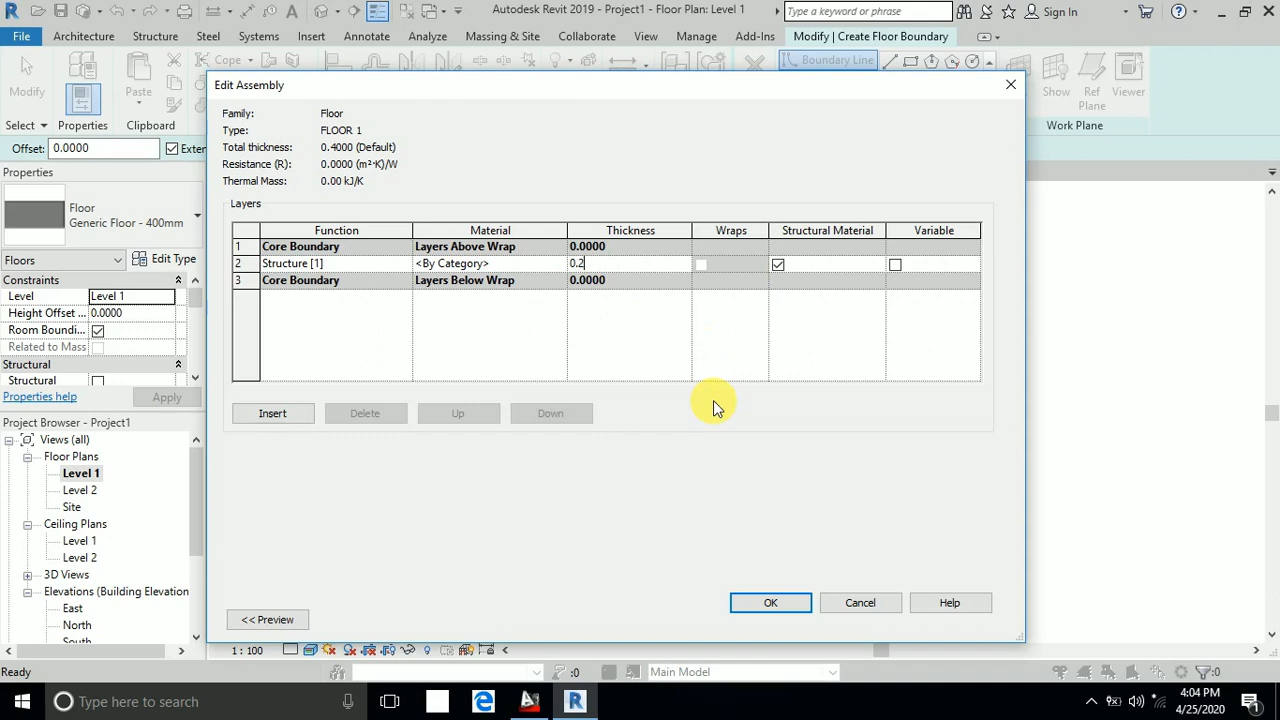 Autodesk Revit 2019 - Project1 - Floor Plan: Level 1
Type a keyword or phrase
Sign In
File
Architecture
Structure
Steel
Systems
Insert
Annotate
Analyze
Massing & Site
Collaborate
View
Manage
Add-Ins
Modify | Create Floor Boundary
Modify
Paste
Cope
Boundary Line
Show
Ref
Plane
Viewer
Select
Properties
Clipboard
Work Plane
Offset: 0.0000
Exten
Properties
Floor
Generic Floor - 400mm
Floors
Edit Type
Constraints
Level
Level 1
Height Offset ...
0.0000
Room Boundi...
Related to Mass
Structural
Structural
Properties help
Apply
Project Browser - Project1
Views (all)
Floor Plans
Level 1
Level 2
Site
Ceiling Plans
Level 1
Level 2
3D Views
Elevations (Building Elevation
East
North
South
Edit Assembly
Family: Floor
Type: FLOOR 1
Total thickness: 0.4000 (Default)
Resistance (R): 0.0000 (m²·K)/W
Thermal Mass: 0.00 kJ/K
Layers
Function Material Thickness Wraps Structural Material Variable
1 Core Boundary Layers Above Wrap 0.0000
2 Structure [1] <By Category> 0.2
3 Core Boundary Layers Below Wrap 0.0000
Insert
Delete
Up
Down
OK
Cancel
Help
<< Preview
1 : 100
Ready
:0
Main Model
:0
Type here to search
4:04 PM
4/25/2020
1